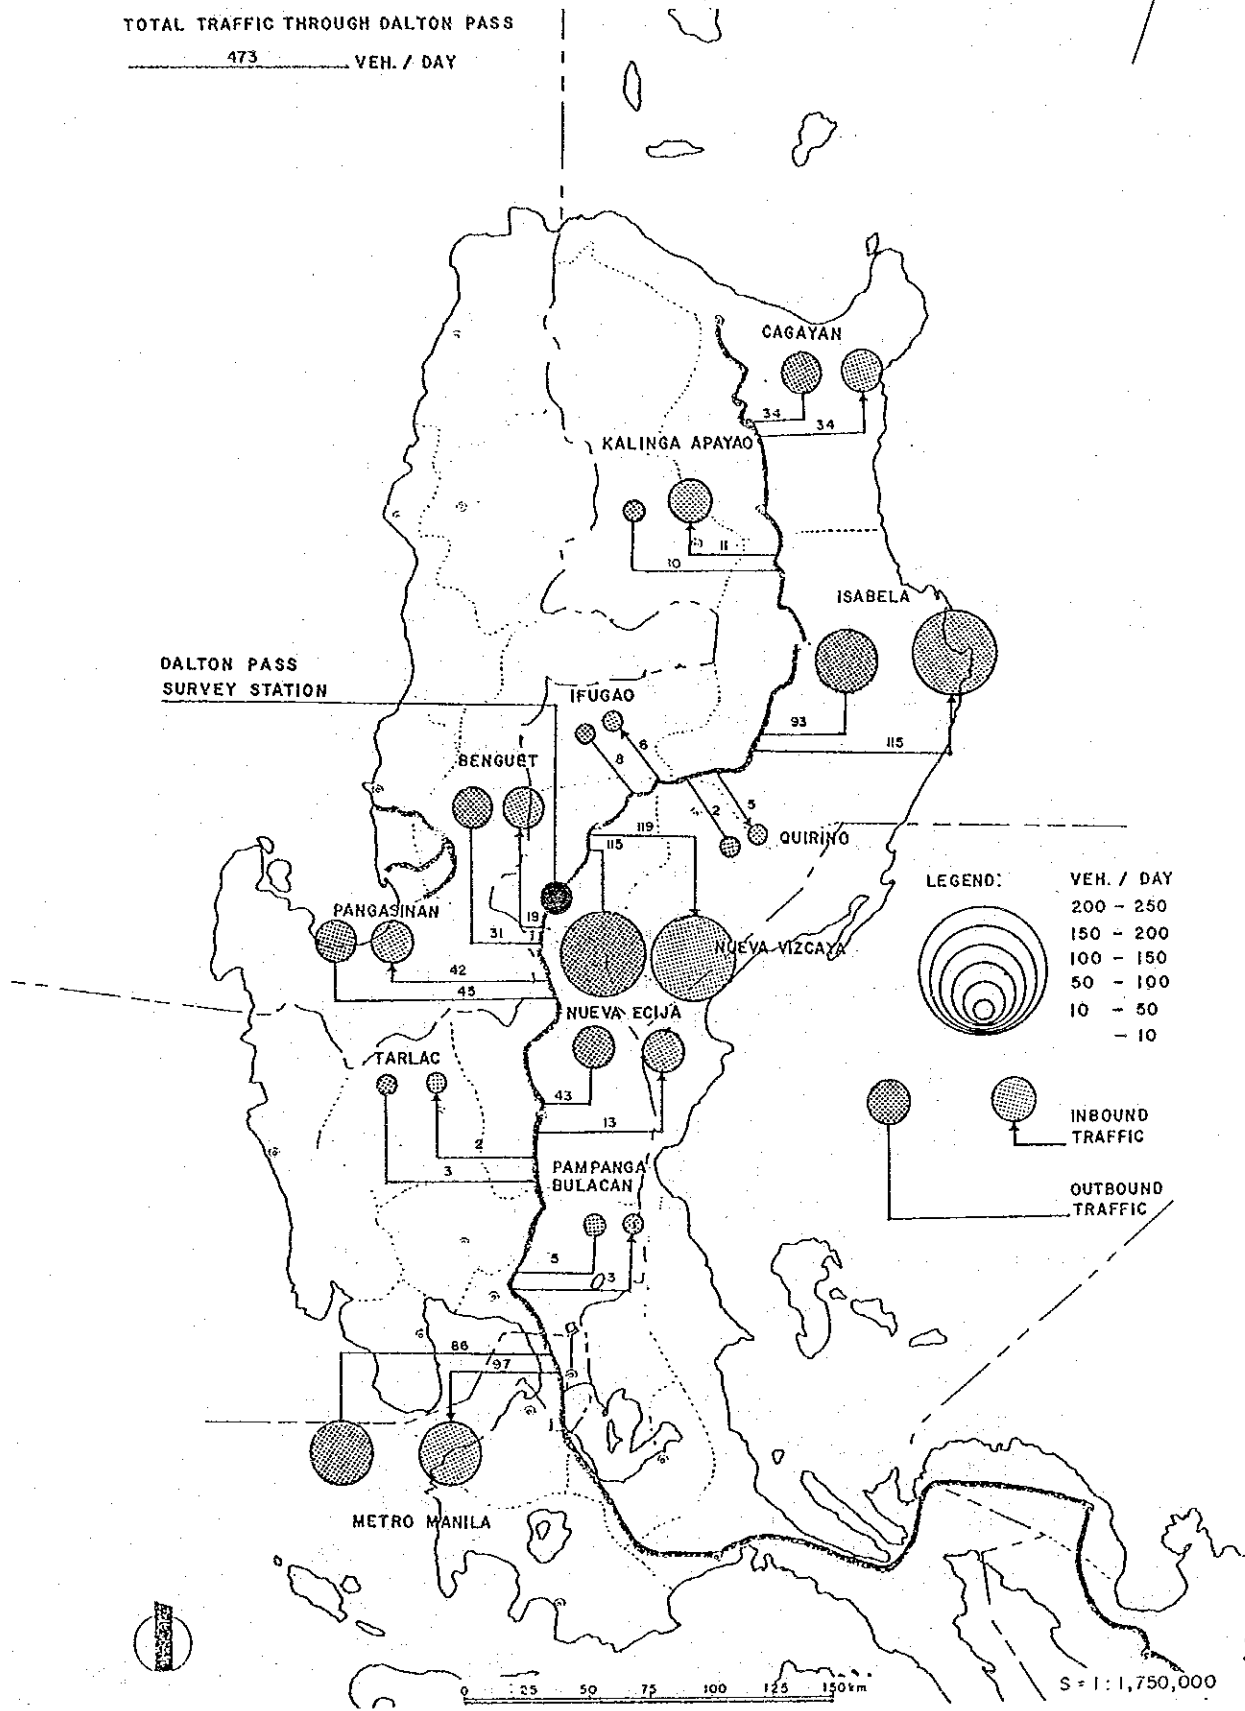 TOTAL TRAFFIC THROUGH DALTON PASS
473 VEH. / DAY
CAGAYAN
34
34
KALINGA APAYAO
11
10
ISABELA
93
115
DALTON PASS
SURVEY STATION
IFUGAO
6
8
BENGUET
5
2
QUIRINO
119
115
LEGEND:
VEH. / DAY
200 - 250
150 - 200
100 - 150
50 - 100
10 - 50
- 10
PANGASINAN
19
31
NUEVA VIZCAYA
42
45
NUEVA ECIJA
TARLAC
43
13
2
3
PAMPANGA
BULACAN
INBOUND
TRAFFIC
OUTBOUND
TRAFFIC
5
3
86
97
METRO MANILA
0 25 50 75 100 125 150km
S = 1:1,750,000